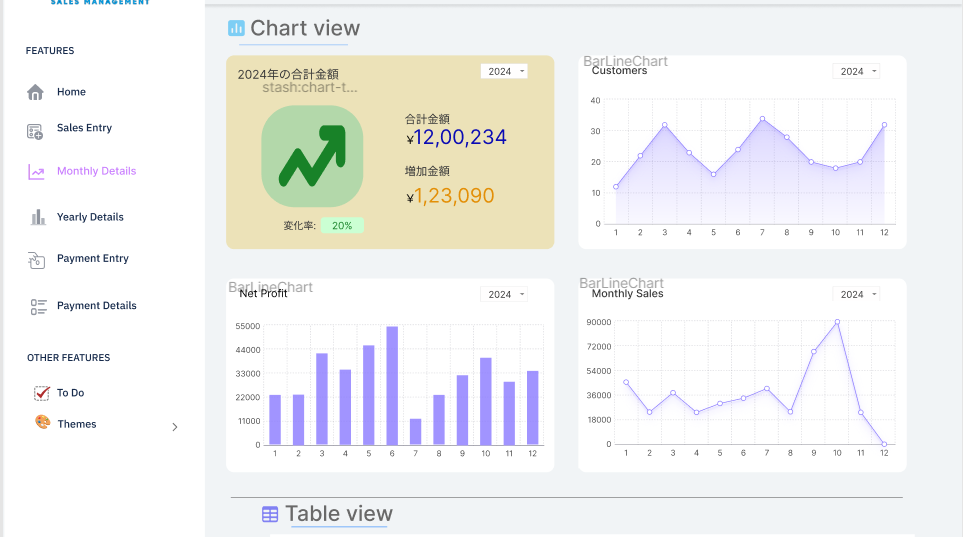 SALES MANAGEMENT
FEATURES
Home
Sales Entry
Monthly Details
Yearly Details
Payment Entry
Payment Details
OTHER FEATURES
To Do
Themes
Chart view
2024年の合計金額
2024
stash:chart-t...
合計金額
¥12,00,234
増加金額
¥1,23,090
変化率: 20%
BarLineChart
Customers
2024
40
30
20
10
0
1 2 3 4 5 6 7 8 9 10 11 12
BarLineChart
Net Profit
2024
55000
44000
33000
22000
11000
0
1 2 3 4 5 6 7 8 9 10 11 12
BarLineChart
Monthly Sales
2024
90000
72000
54000
36000
18000
0
1 2 3 4 5 6 7 8 9 10 11 12
Table view